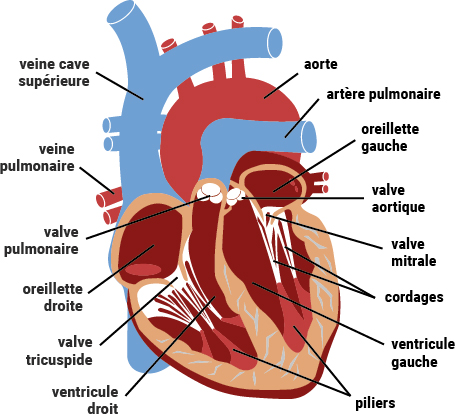 veine cave
supérieure
aorte
artère pulmonaire
oreillette
gauche
veine
pulmonaire
valve
aortique
valve
pulmonaire
valve
mitrale
oreillette
droite
cordages
valve
tricuspide
ventricule
gauche
ventricule
droit
piliers